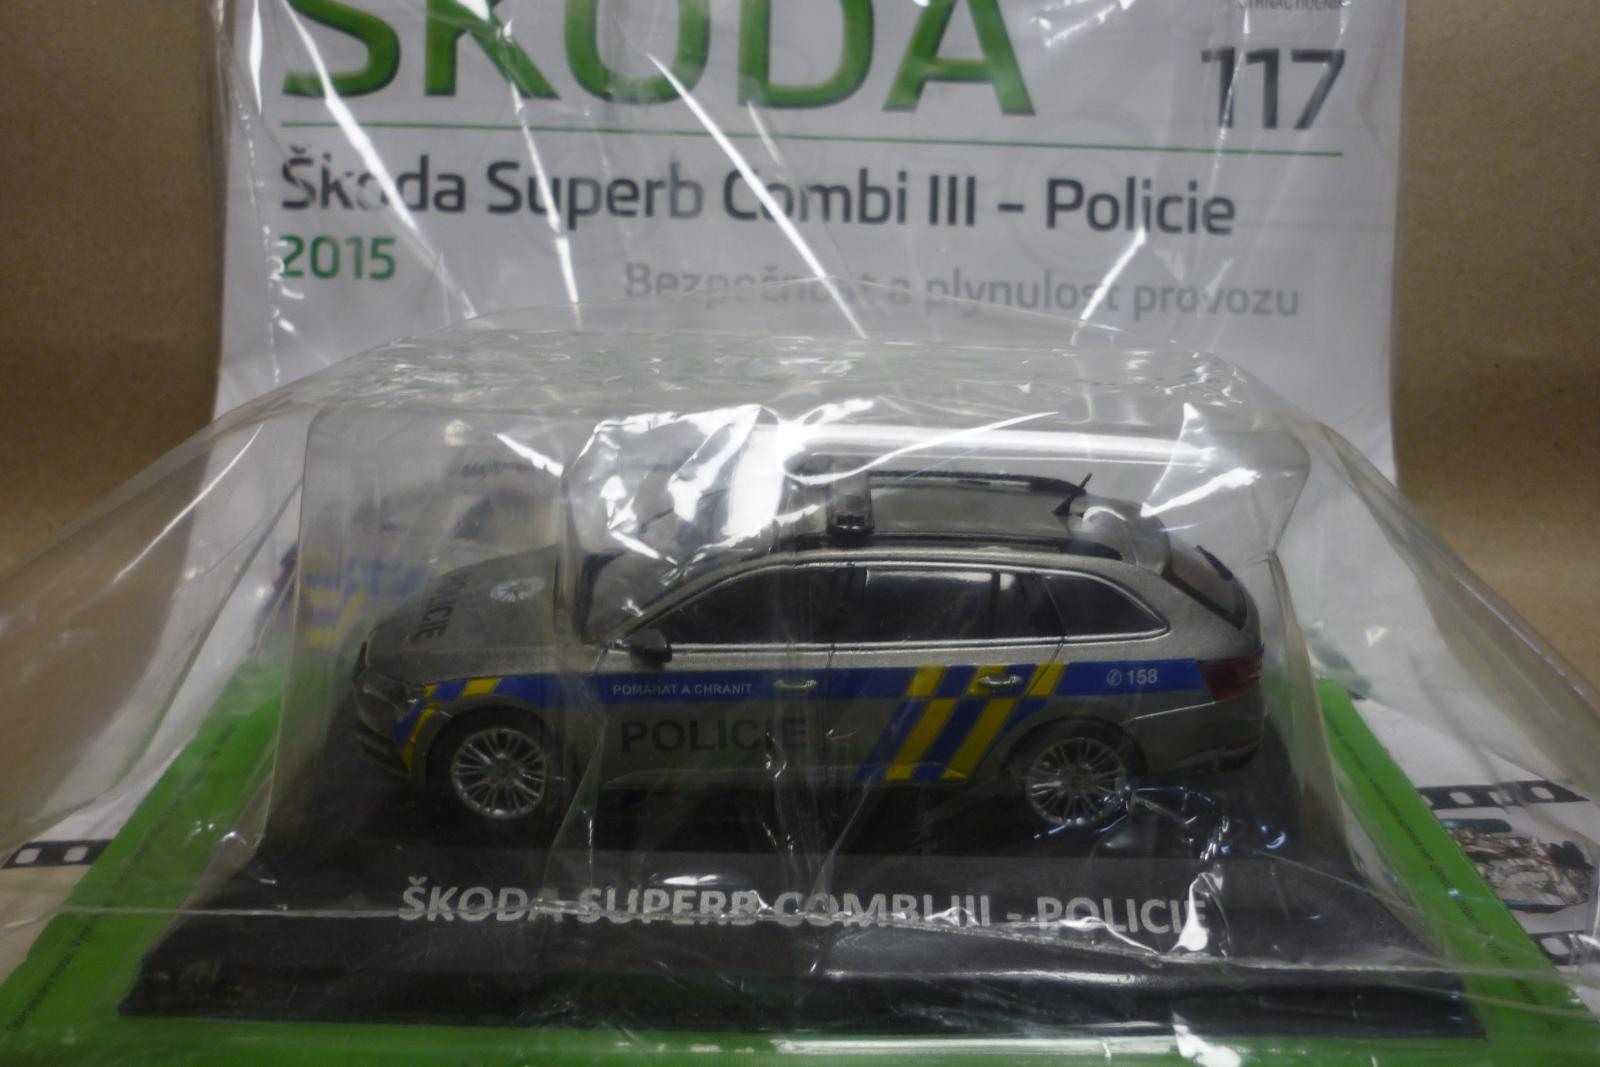 ŠKODA
117
Škoda Superb Combi III – Policie
2015
Bezpečnost a plynulost provozu
POLICIE
POMÁHAT A CHRÁNIT
158
POLICIE
ŠKODA SUPERB COMBI III - POLICIE